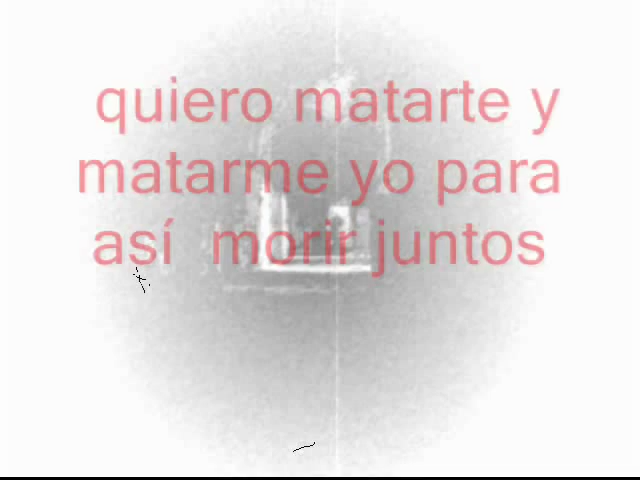 quiero matarte y
matarme yo para
así morir juntos